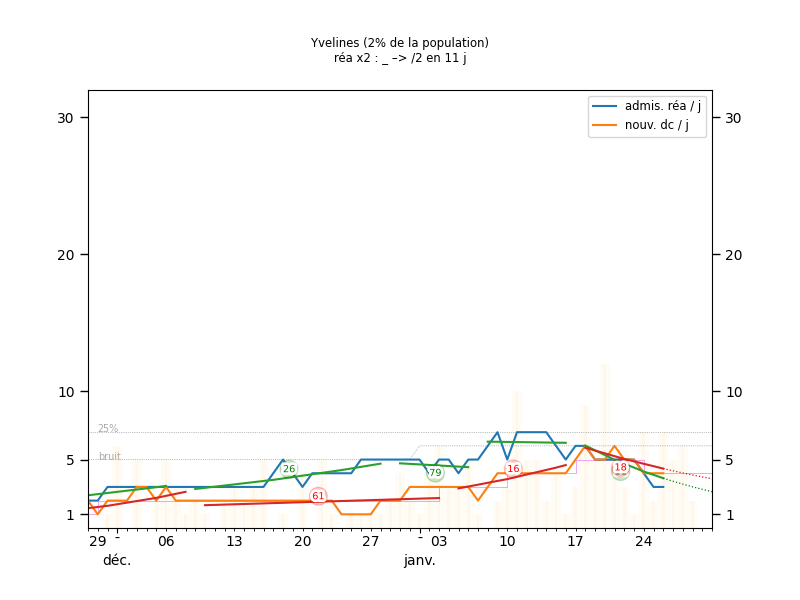 Yvelines (2% de la population)
réa x2 : _ –> /2 en 11 j
admis. réa / j
nouv. dc / j
30 30
20 20
10 10
25%
bruit
5 5
26
79
16
18
61
1 1
29 - 06 13 20 27 - 03 10 17 24
déc. janv.